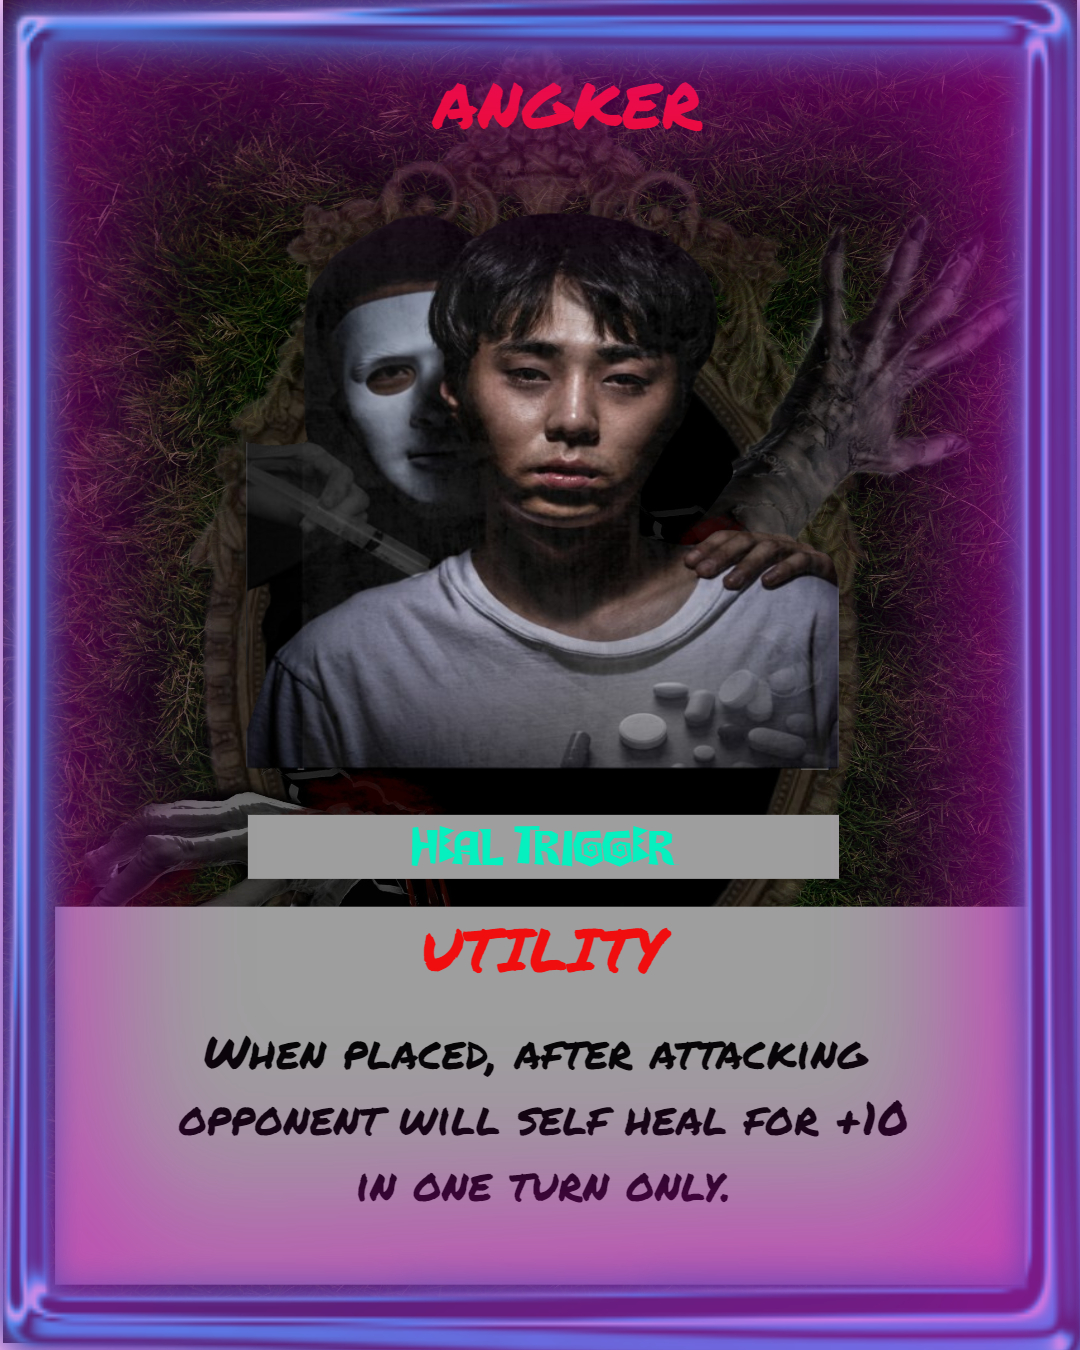 ANGKER
HEAL TRIGGER
UTILITY
WHEN PLACED, AFTER ATTACKING
OPPONENT WILL SELF HEAL FOR +10
IN ONE TURN ONLY.